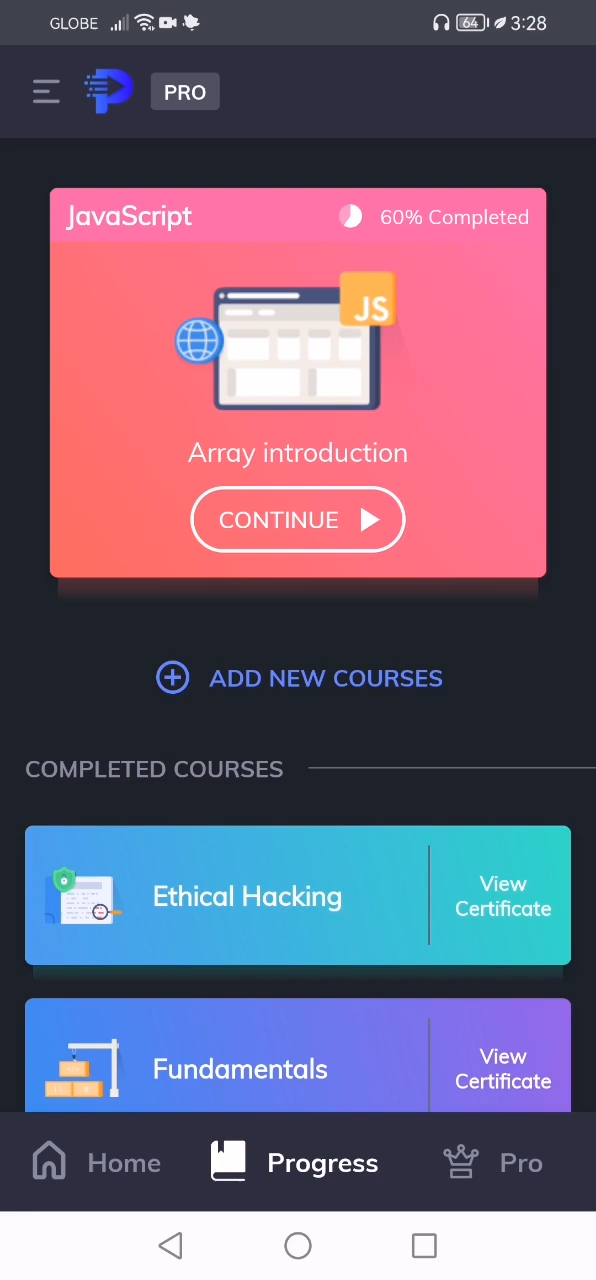 GLOBE
64
3:28
PRO
JavaScript
60% Completed
JS
Array introduction
CONTINUE
ADD NEW COURSES
COMPLETED COURSES
Ethical Hacking
View
Certificate
Fundamentals
View
Certificate
Home
Progress
Pro